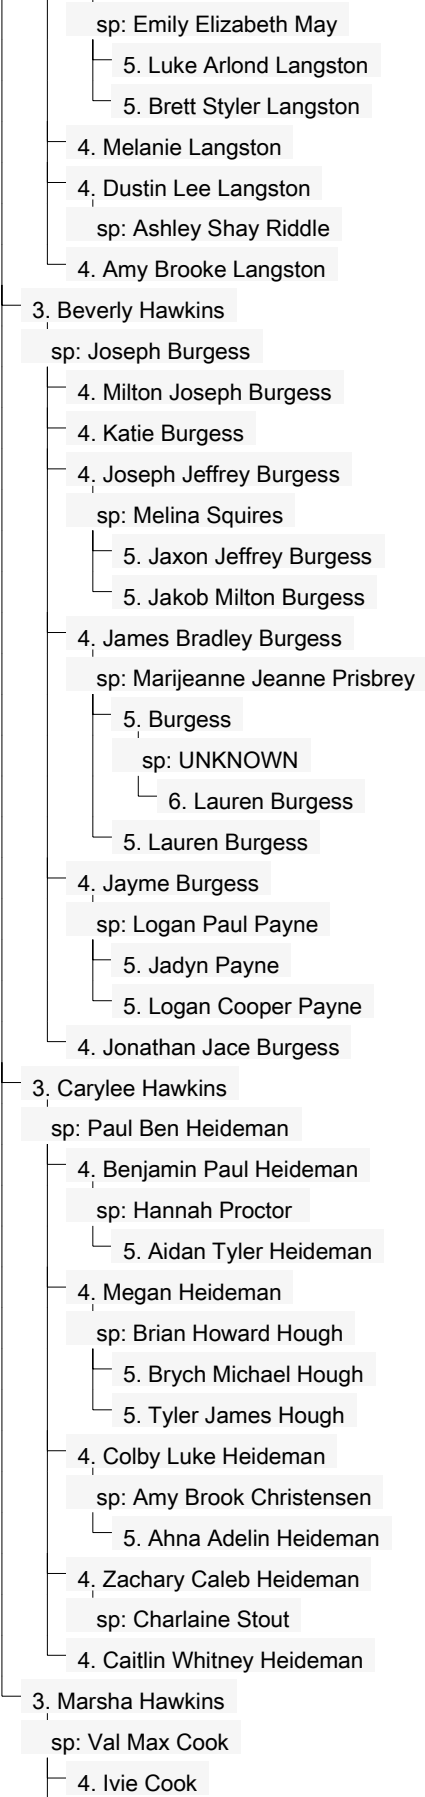 sp: Emily Elizabeth May
5. Luke Arlond Langston
5. Brett Styler Langston
4. Melanie Langston
4. Dustin Lee Langston
sp: Ashley Shay Riddle
4. Amy Brooke Langston
3. Beverly Hawkins
sp: Joseph Burgess
4. Milton Joseph Burgess
4. Katie Burgess
4. Joseph Jeffrey Burgess
sp: Melina Squires
5. Jaxon Jeffrey Burgess
5. Jakob Milton Burgess
4. James Bradley Burgess
sp: Marijeanne Jeanne Prisbrey
5. Burgess
sp: UNKNOWN
6. Lauren Burgess
5. Lauren Burgess
4. Jayme Burgess
sp: Logan Paul Payne
5. Jadyn Payne
5. Logan Cooper Payne
4. Jonathan Jace Burgess
3. Carylee Hawkins
sp: Paul Ben Heideman
4. Benjamin Paul Heideman
sp: Hannah Proctor
5. Aidan Tyler Heideman
4. Megan Heideman
sp: Brian Howard Hough
5. Brych Michael Hough
5. Tyler James Hough
4. Colby Luke Heideman
sp: Amy Brook Christensen
5. Ahna Adelin Heideman
4. Zachary Caleb Heideman
sp: Charlaine Stout
4. Caitlin Whitney Heideman
3. Marsha Hawkins
sp: Val Max Cook
4. Ivie Cook